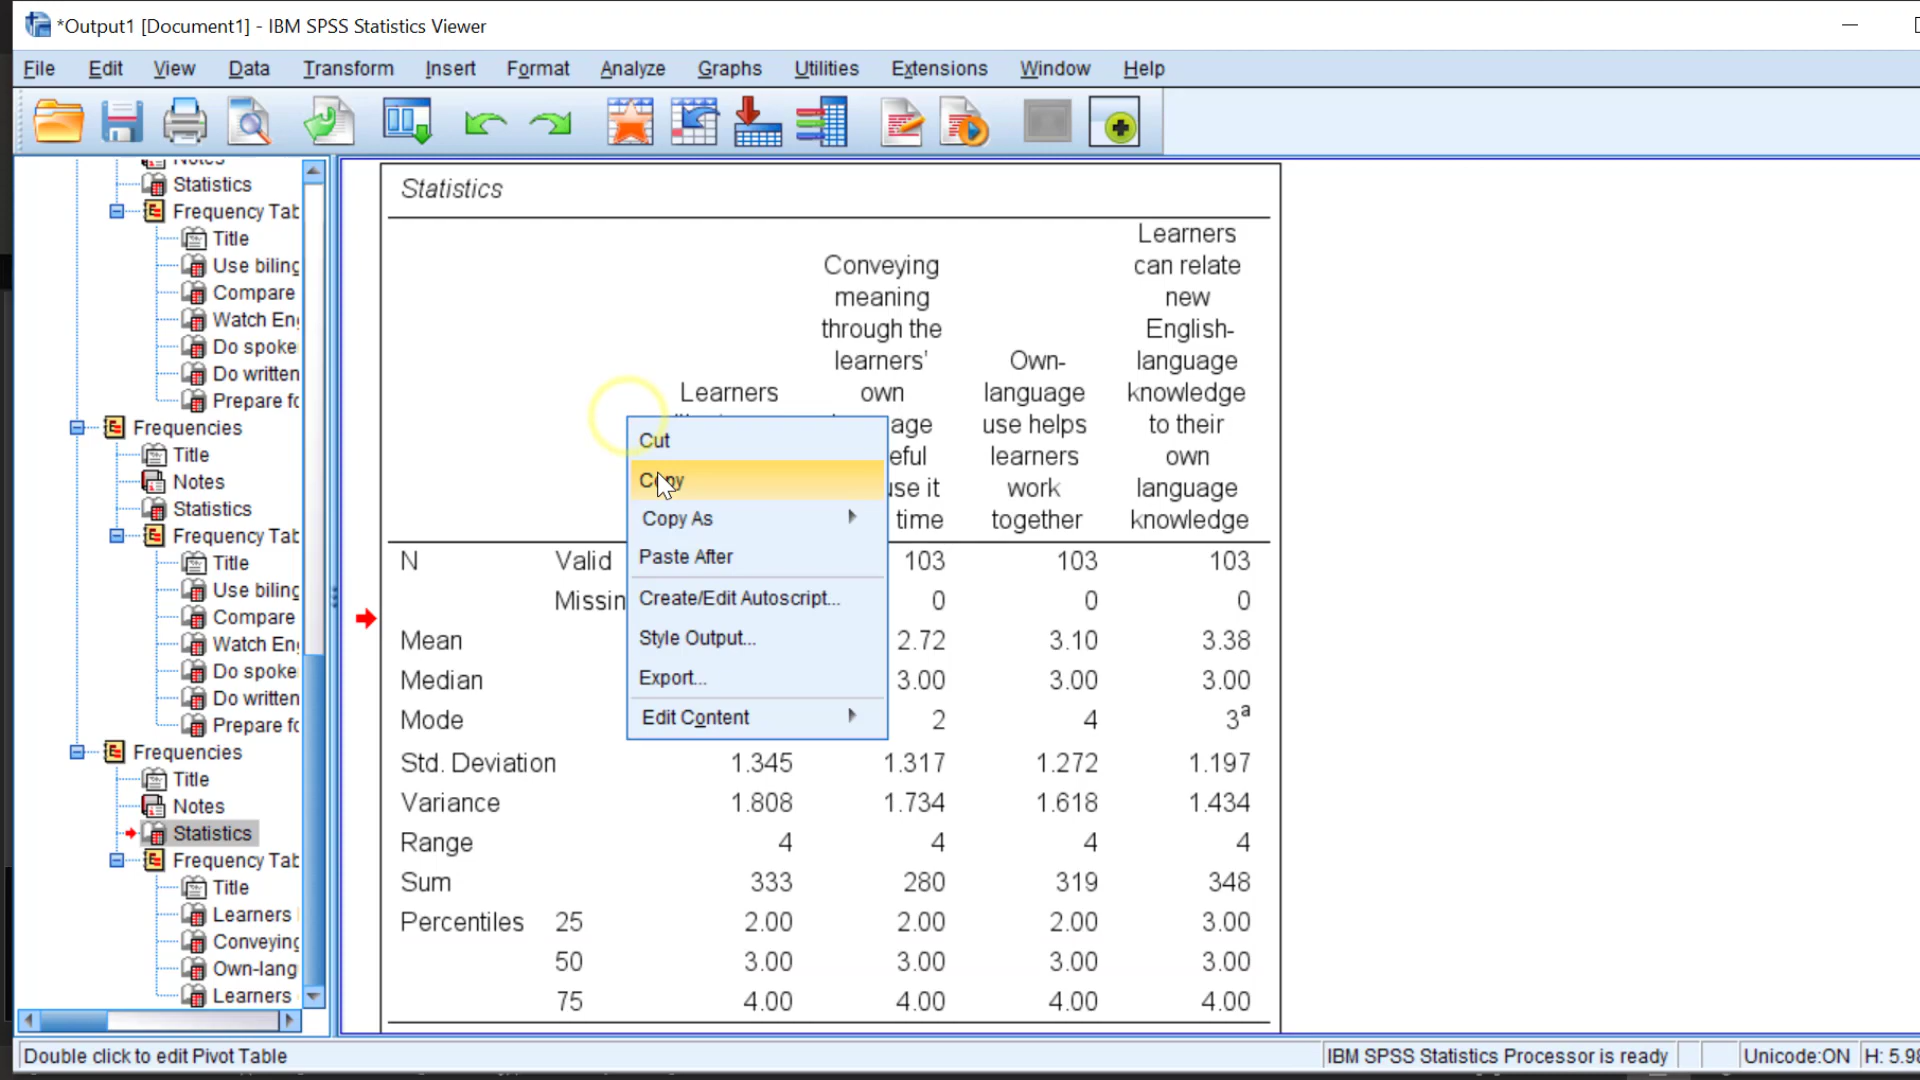 *Output1 [Document1] - IBM SPSS Statistics Viewer
File Edit View Data Transform Insert Format Analyze Graphs Utilities Extensions Window Help
Notes
Statistics
Frequency Tab
Title
Use biling
Compare
Watch Eng
Do spoke
Do written
Prepare fo
Frequencies
Title
Notes
Statistics
Frequency Tab
Title
Use biling
Compare
Watch Eng
Do spoke
Do written
Prepare fo
Frequencies
Title
Notes
Statistics
Frequency Tab
Title
Learners
Conveying
Own-lang
Learners
Statistics
Learners
Conveying
meaning
through the
learners'
own
age
eful
use it
time
Own-
language
use helps
learners
work
together
Learners
can relate
new
English-
language
knowledge
to their
own
language
knowledge
Cut
Copy
Copy As
Paste After
Create/Edit Autoscript...
Style Output...
Export...
Edit Content
N Valid 103 103 103
Missin 0 0 0
Mean 2.72 3.10 3.38
Median 3.00 3.00 3.00
Mode 2 4 3a
Std. Deviation 1.345 1.317 1.272 1.197
Variance 1.808 1.734 1.618 1.434
Range 4 4 4 4
Sum 333 280 319 348
Percentiles 25 2.00 2.00 2.00 3.00
50 3.00 3.00 3.00 3.00
75 4.00 4.00 4.00 4.00
Double click to edit Pivot Table
IBM SPSS Statistics Processor is ready Unicode:ON H: 5.98